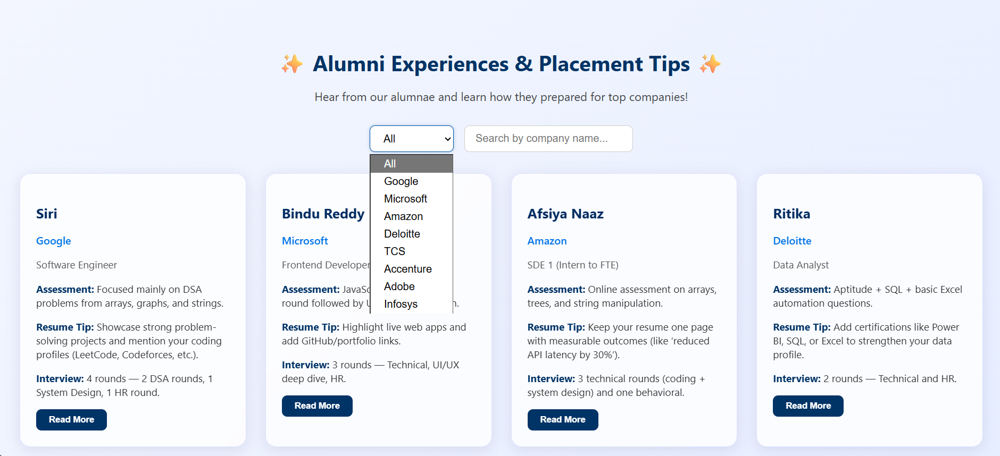 ✨ Alumni Experiences & Placement Tips ✨
Hear from our alumnae and learn how they prepared for top companies!
All
Search by company name...
All
Google
Microsoft
Amazon
Deloitte
TCS
Accenture
Adobe
Infosys
Siri
Google
Software Engineer
Assessment: Focused mainly on DSA
problems from arrays, graphs, and strings.
Resume Tip: Showcase strong problem-
solving projects and mention your coding
profiles (LeetCode, Codeforces, etc.).
Interview: 4 rounds — 2 DSA rounds, 1
System Design, 1 HR round.
Read More
Bindu Reddy
Microsoft
Frontend Developer
Assessment:
round followed by
Resume Tip: Highlight live web apps and
add GitHub/portfolio links.
Interview: 3 rounds — Technical, UI/UX
deep dive, HR.
Read More
Afsiya Naaz
Amazon
SDE 1 (Intern to FTE)
Assessment: Online assessment on arrays,
trees, and string manipulation.
Resume Tip: Keep your resume one page
with measurable outcomes (like ‘reduced
API latency by 30%’).
Interview: 3 technical rounds (coding +
system design) and one behavioral.
Read More
Ritika
Deloitte
Data Analyst
Assessment: Aptitude + SQL + basic Excel
automation questions.
Resume Tip: Add certifications like Power
BI, SQL, or Excel to strengthen your data
profile.
Interview: 2 rounds — Technical and HR.
Read More